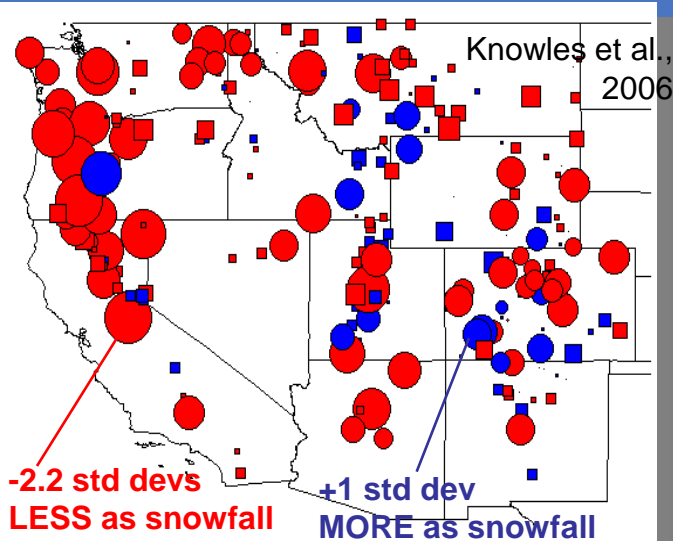 Knowles et al.,
2006
-2.2 std devs
LESS as snowfall
+1 std dev
MORE as snowfall